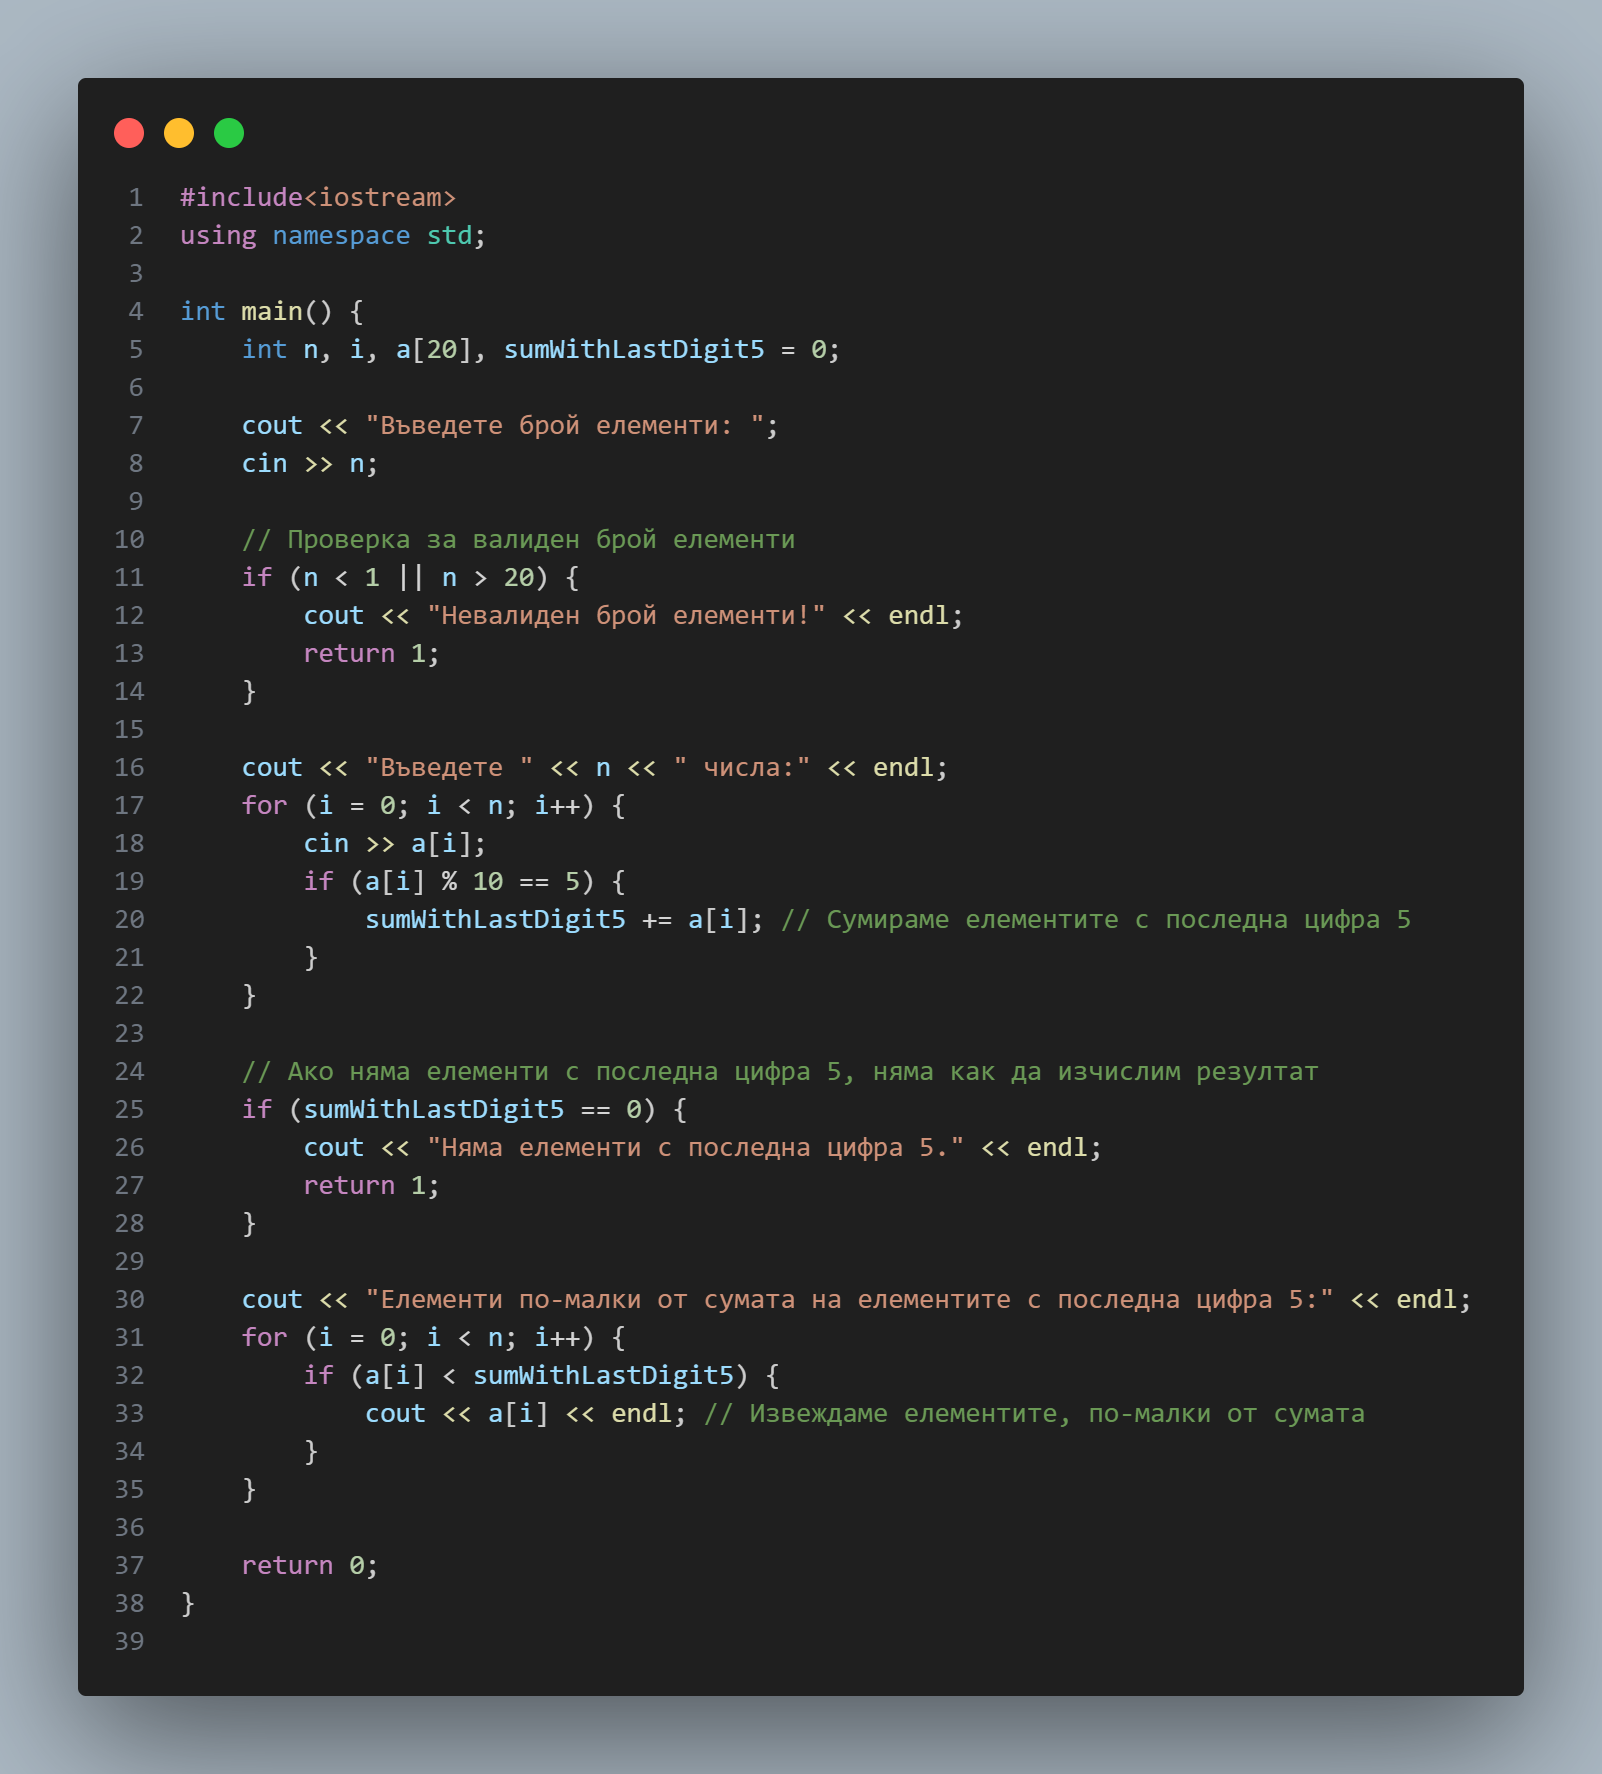 1 #include<iostream>
2 using namespace std;
3
4 int main() {
5     int n, i, a[20], sumWithLastDigit5 = 0;
6
7     cout << "Въведете брой елементи: ";
8     cin >> n;
9
10     // Проверка за валиден брой елементи
11     if (n < 1 || n > 20) {
12         cout << "Невалиден брой елементи!" << endl;
13         return 1;
14     }
15
16     cout << "Въведете " << n << " числа:" << endl;
17     for (i = 0; i < n; i++) {
18         cin >> a[i];
19         if (a[i] % 10 == 5) {
20             sumWithLastDigit5 += a[i]; // Сумираме елементите с последна цифра 5
21         }
22     }
23
24     // Ако няма елементи с последна цифра 5, няма как да изчислим резултат
25     if (sumWithLastDigit5 == 0) {
26         cout << "Няма елементи с последна цифра 5." << endl;
27         return 1;
28     }
29
30     cout << "Елементи по-малки от сумата на елементите с последна цифра 5:" << endl;
31     for (i = 0; i < n; i++) {
32         if (a[i] < sumWithLastDigit5) {
33             cout << a[i] << endl; // Извеждаме елементите, по-малки от сумата
34         }
35     }
36
37     return 0;
38 }
39